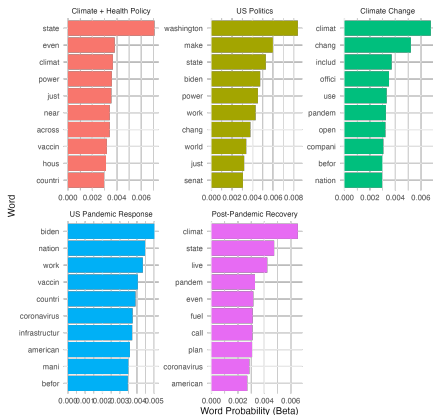 Climate + Health Policy
state
even
climat
power
just
near
across
vaccin
hous
countri
0.000 0.002 0.004 0.006
US Politics
washington
make
state
biden
power
work
chang
world
just
senat
0.000 0.002 0.004 0.006 0.008
Climate Change
climat
chang
includ
offici
use
pandem
open
compani
befor
nation
0.000 0.002 0.004 0.006
Word
US Pandemic Response
biden
nation
work
vaccin
countri
coronavirus
infrastructur
american
mani
befor
0.000 0.001 0.002 0.003 0.004 0.005
Post-Pandemic Recovery
climat
state
live
pandem
even
fuel
call
plan
coronavirus
american
0.000 0.002 0.004 0.006
Word Probability (Beta)